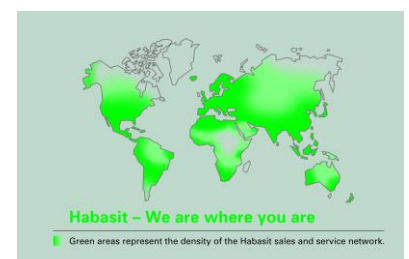 Habasit – We are where you are
Green areas represent the density of the Habasit sales and service network.